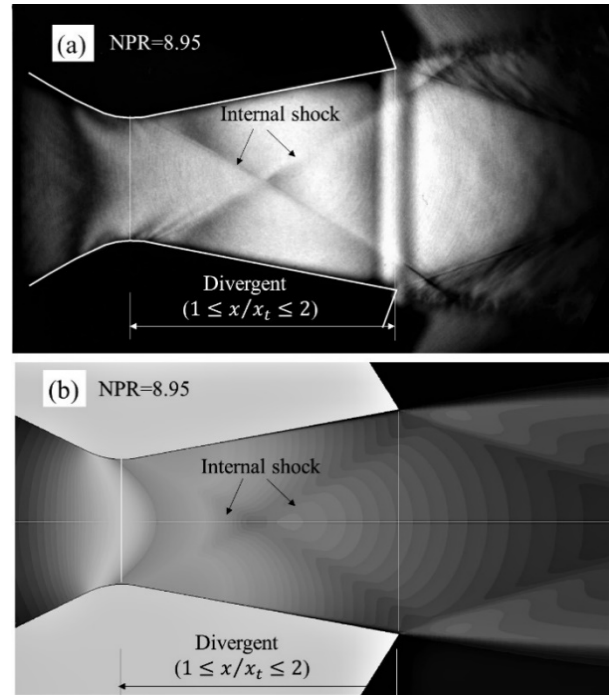 (a) NPR=8.95
Internal shock
Divergent
(1 ≤ x/x_t ≤ 2)
(b) NPR=8.95
Internal shock
Divergent
(1 ≤ x/x_t ≤ 2)